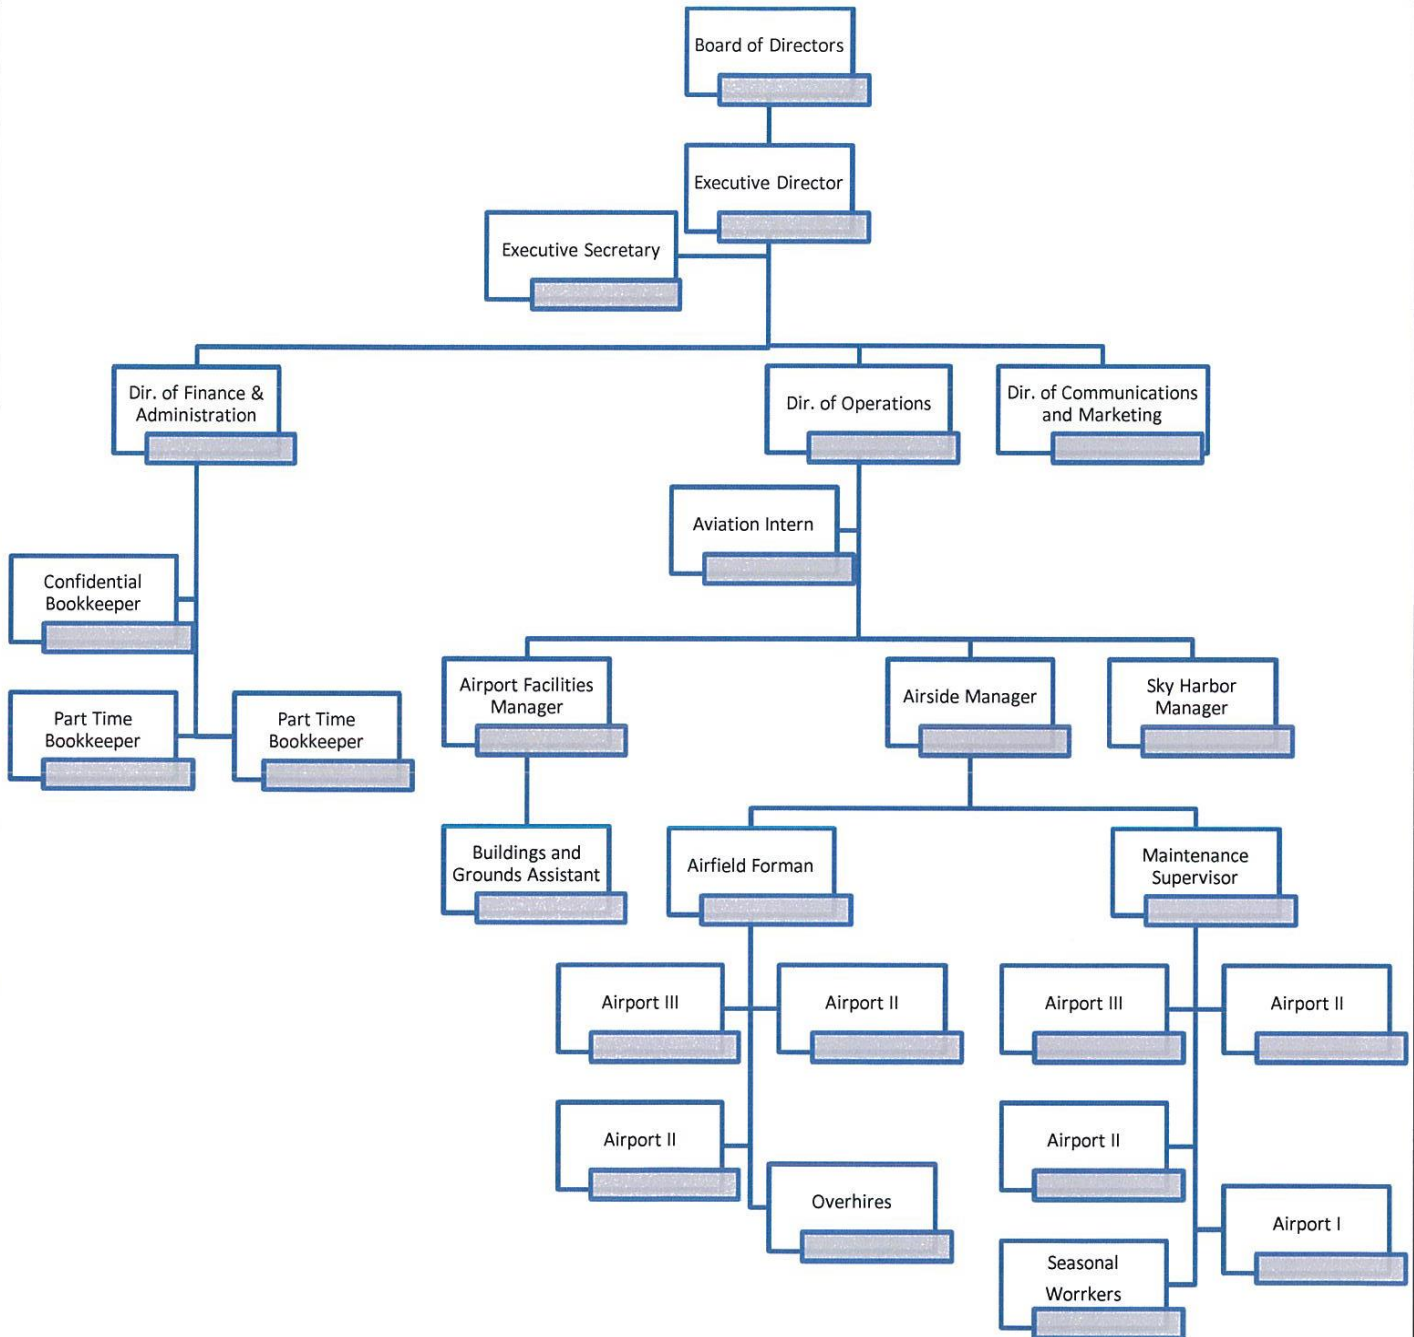 Board of Directors
Executive Director
Executive Secretary
Dir. of Finance &
Administration
Dir. of Operations
Dir. of Communications
and Marketing
Aviation Intern
Confidential
Bookkeeper
Part Time
Bookkeeper
Part Time
Bookkeeper
Airport Facilities
Manager
Airside Manager
Sky Harbor
Manager
Buildings and
Grounds Assistant
Airfield Forman
Maintenance
Supervisor
Airport III
Airport II
Airport III
Airport II
Airport II
Airport II
Overhires
Airport I
Seasonal
Worrkers